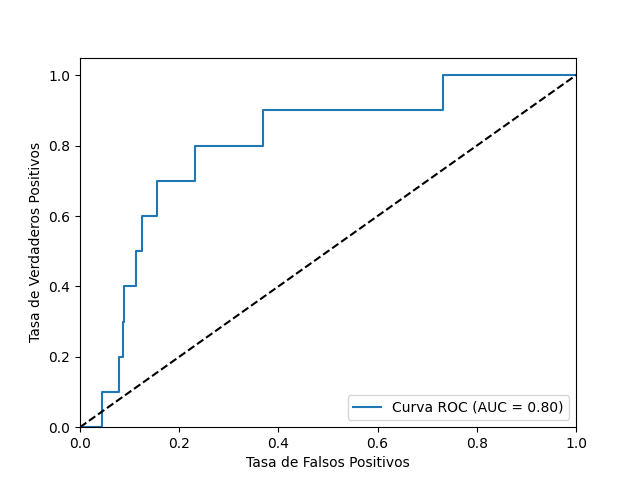 1.0
0.8
0.6
0.4
0.2
0.0
Tasa de Verdaderos Positivos
Curva ROC (AUC = 0.80)
0.0 0.2 0.4 0.6 0.8 1.0
Tasa de Falsos Positivos